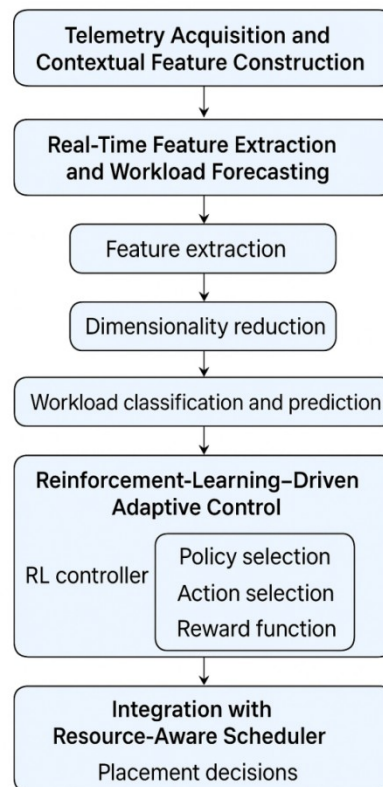 Telemetry Acquisition and
Contextual Feature Construction
Real-Time Feature Extraction
and Workload Forecasting
Feature extraction
Dimensionality reduction
Workload classification and prediction
Reinforcement-Learning–Driven
Adaptive Control
RL controller
Policy selection
Action selection
Reward function
Integration with
Resource-Aware Scheduler
Placement decisions